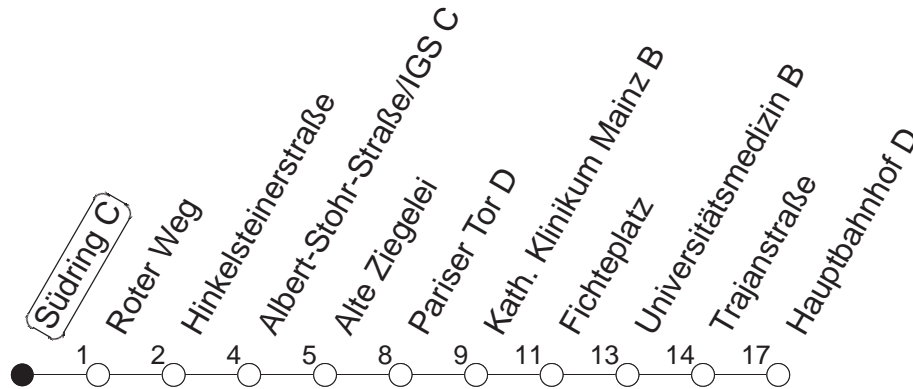 Südring C
Roter Weg
Hinkelsteinerstraße
Albert-Stohr-Straße/IGS C
Alte Ziegelei
Pariser Tor D
Kath. Klinikum Mainz B
Fichteplatz
Universitätsmedizin B
Trajanstraße
Hauptbahnhof D
1 2 4 5 8 9 11 13 14 17